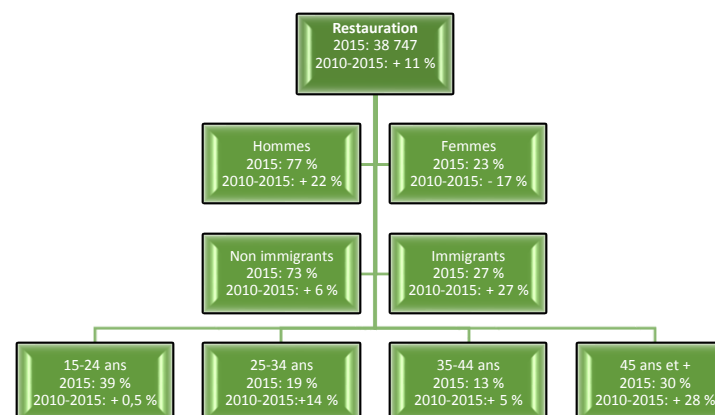 Restauration
2015: 38 747
2010-2015: + 11 %
Hommes
2015: 77 %
2010-2015: + 22 %
Femmes
2015: 23 %
2010-2015: - 17 %
Non immigrants
2015: 73 %
2010-2015: + 6 %
Immigrants
2015: 27 %
2010-2015: + 27 %
15-24 ans
2015: 39 %
2010-2015: + 0,5 %
25-34 ans
2015: 19 %
2010-2015:+14 %
35-44 ans
2015: 13 %
2010-2015:+ 5 %
45 ans et +
2015: 30 %
2010-2015: + 28 %